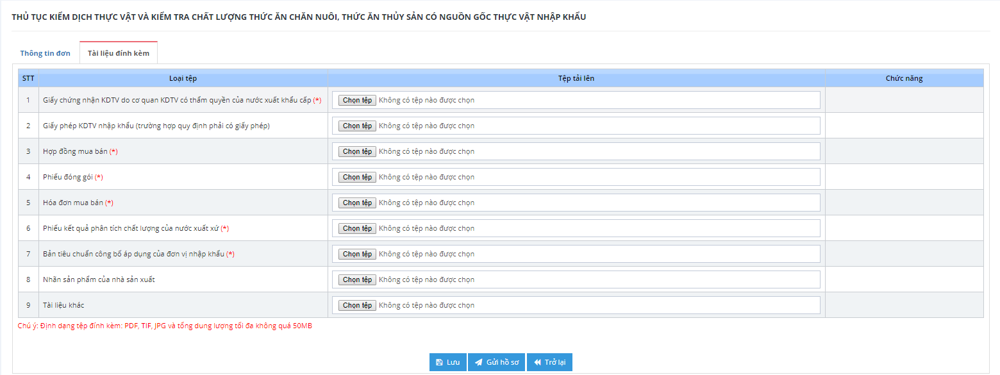 THỦ TỤC KIỂM DỊCH THỰC VẬT VÀ KIỂM TRA CHẤT LƯỢNG THỨC ĂN CHĂN NUÔI, THỨC ĂN THỦY SẢN CÓ NGUỒN GỐC THỰC VẬT NHẬP KHẨU
Thông tin đơn Tài liệu đính kèm
STT Loại tệp Tệp tải lên Chức năng
1 Giấy chứng nhận KDTV do cơ quan KDTV có thẩm quyền của nước xuất khẩu cấp (*) Chọn tệp Không có tệp nào được chọn
2 Giấy phép KDTV nhập khẩu (trường hợp quy định phải có giấy phép) Chọn tệp Không có tệp nào được chọn
3 Hợp đồng mua bán (*) Chọn tệp Không có tệp nào được chọn
4 Phiếu đóng gói (*) Chọn tệp Không có tệp nào được chọn
5 Hóa đơn mua bán (*) Chọn tệp Không có tệp nào được chọn
6 Phiếu kết quả phân tích chất lượng của nước xuất xứ (*) Chọn tệp Không có tệp nào được chọn
7 Bản tiêu chuẩn công bố áp dụng của đơn vị nhập khẩu (*) Chọn tệp Không có tệp nào được chọn
8 Nhãn sản phẩm của nhà sản xuất Chọn tệp Không có tệp nào được chọn
9 Tài liệu khác Chọn tệp Không có tệp nào được chọn
Chú ý: Định dạng tệp đính kèm: PDF, TIF, JPG và tổng dung lượng tối đa không quá 50MB
Lưu Gửi hồ sơ Trở lại